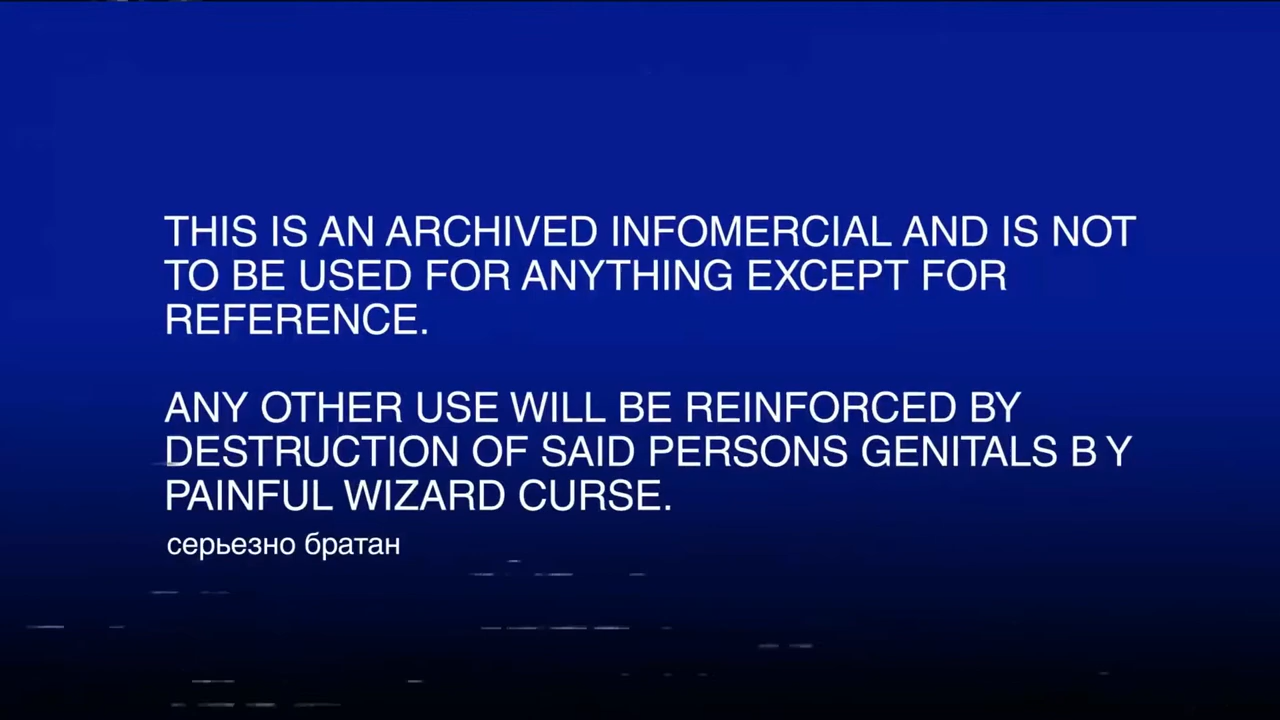 THIS IS AN ARCHIVED INFOMERCIAL AND IS NOT
TO BE USED FOR ANYTHING EXCEPT FOR
REFERENCE.
ANY OTHER USE WILL BE REINFORCED BY
DESTRUCTION OF SAID PERSONS GENITALS B Y
PAINFUL WIZARD CURSE.
серьезно братан